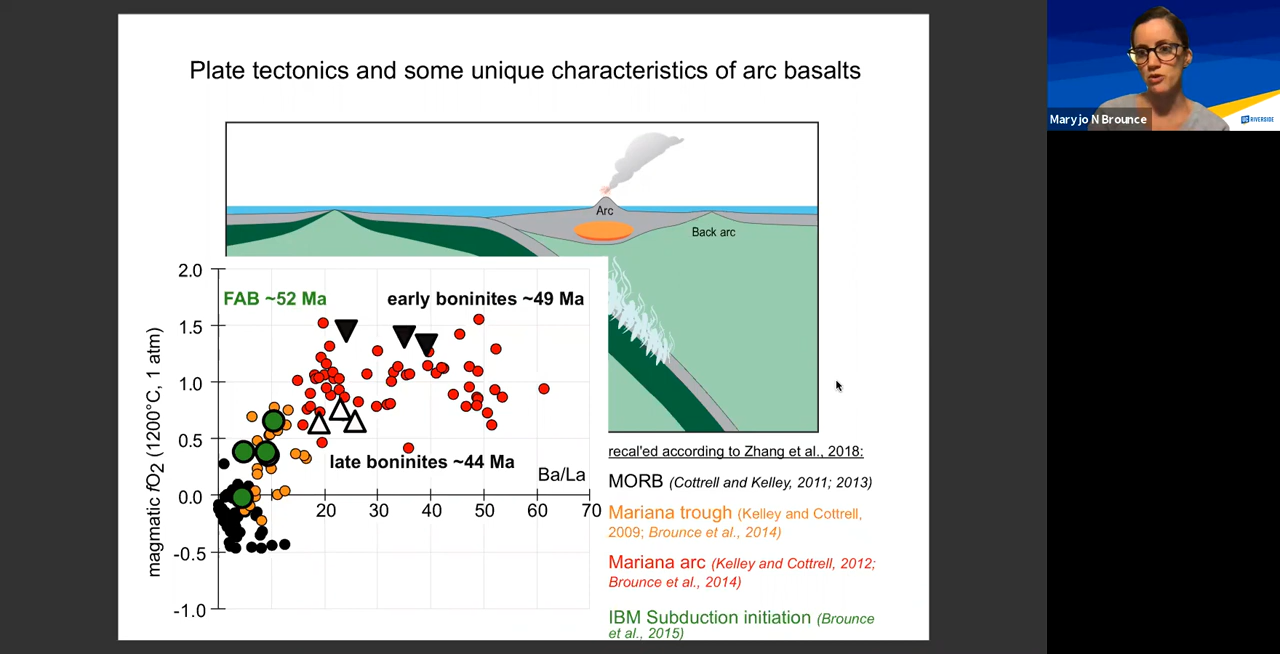 Plate tectonics and some unique characteristics of arc basalts
Mary jo N Brounce
RIVERSIDE
Arc
Back arc
2.0
1.5
1.0
0.5
0.0
-0.5
-1.0
magmatic fO2 (1200°C, 1 atm)
FAB ~52 Ma
early boninites ~49 Ma
late boninites ~44 Ma
Ba/La
20
30
40
50
60
70
recal'ed according to Zhang et al., 2018:
MORB (Cottrell and Kelley, 2011; 2013)
Mariana trough (Kelley and Cottrell,
2009; Brounce et al., 2014)
Mariana arc (Kelley and Cottrell, 2012;
Brounce et al., 2014)
IBM Subduction initiation (Brounce
et al., 2015)